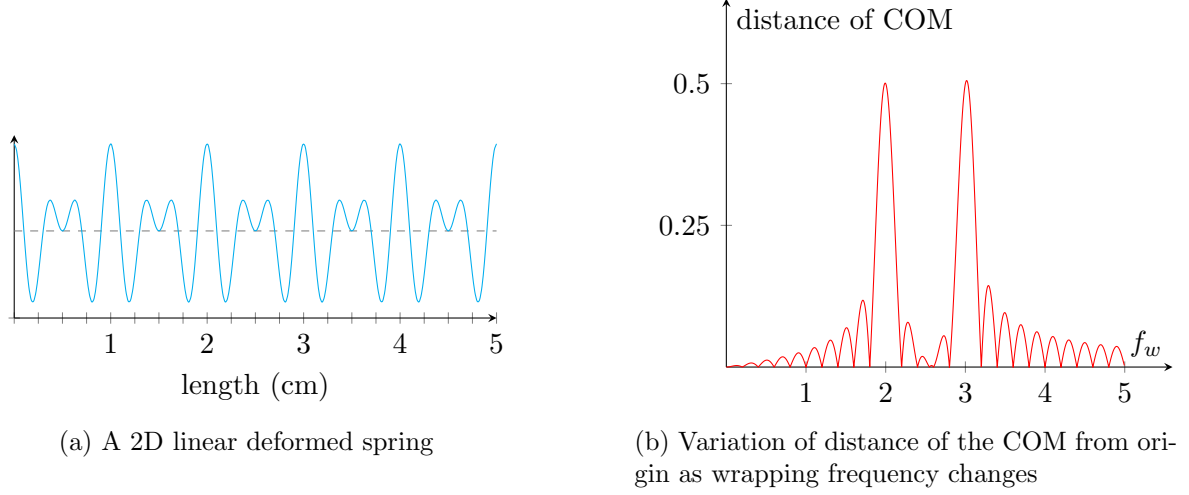 1
2
3
4
5
length (cm)
(a) A 2D linear deformed spring
distance of COM
0.5
0.25
f_w
1
2
3
4
5
(b) Variation of distance of the COM from ori-
gin as wrapping frequency changes